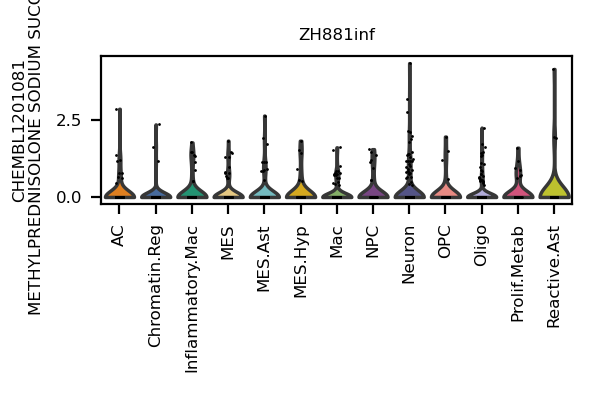 ZH881inf
CHEMBL1201081
METHYLPREDNISOLONE SODIUM SUCC
2.5
0.0
AC
Chromatin.Reg
Inflammatory.Mac
MES
MES.Ast
MES.Hyp
Mac
NPC
Neuron
OPC
Oligo
Prolif.Metab
Reactive.Ast